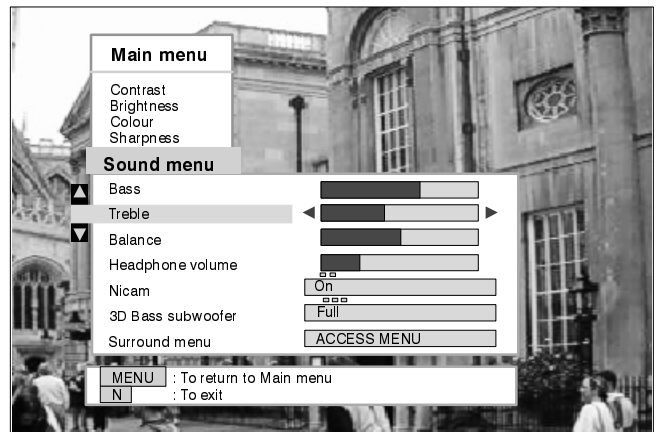 Main menu
Contrast
Brightness
Colour
Sharpness
Sound menu
Bass
Treble
Balance
Headphone volume
Nicam On
3D Bass subwoofer Full
Surround menu ACCESS MENU
MENU : To return to Main menu
N : To exit